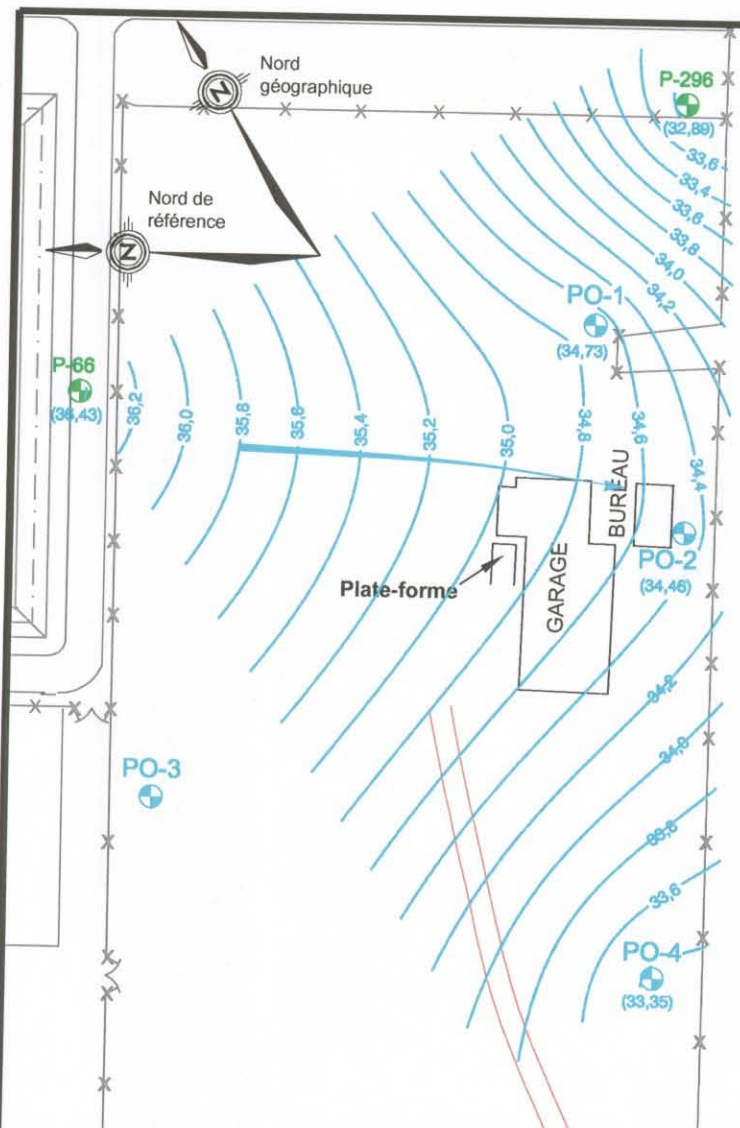 Nord
géographique
N
P-296
(32,89)
33,6
33,4
33,6
33,8
34,0
34,2
Nord de
référence
N
PO-1
(34,73)
P-66
(36,43)
36,2
36,0
35,8
35,6
35,4
35,2
35,0
34,8
34,6
34,4
BUREAU
GARAGE
PO-2
(34,46)
Plate-forme
34,2
34,0
33,8
33,6
PO-3
PO-4
(33,35)